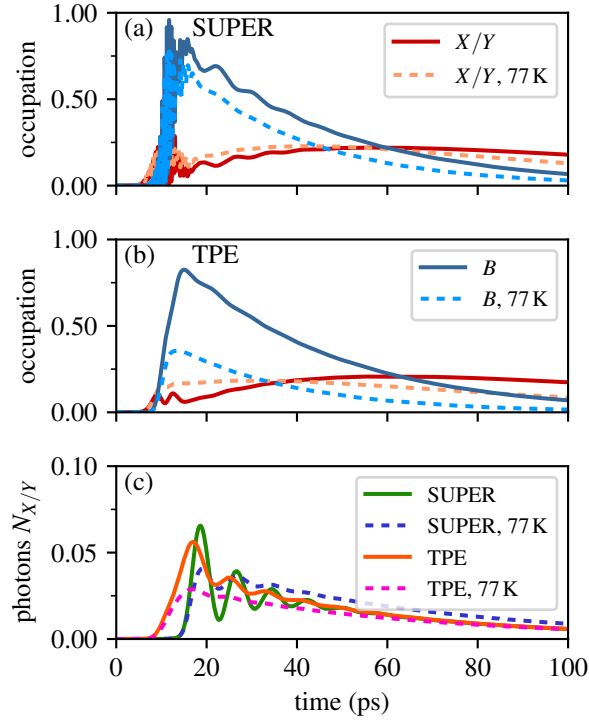 (a) SUPER
X/Y
X/Y, 77 K
occupation
1.00
0.50
0.00
(b) TPE
B
B, 77 K
occupation
1.00
0.50
0.00
(c)
SUPER
SUPER, 77 K
TPE
TPE, 77 K
photons N_{X/Y}
0.10
0.05
0.00
0 20 40 60 80 100
time (ps)